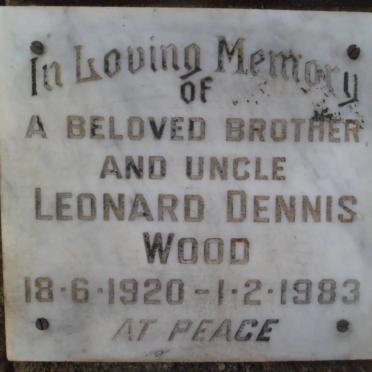 In Loving Memory
OF
A BELOVED BROTHER
AND UNCLE
LEONARD DENNIS
WOOD
18·6·1920 - 1·2·1983
AT PEACE